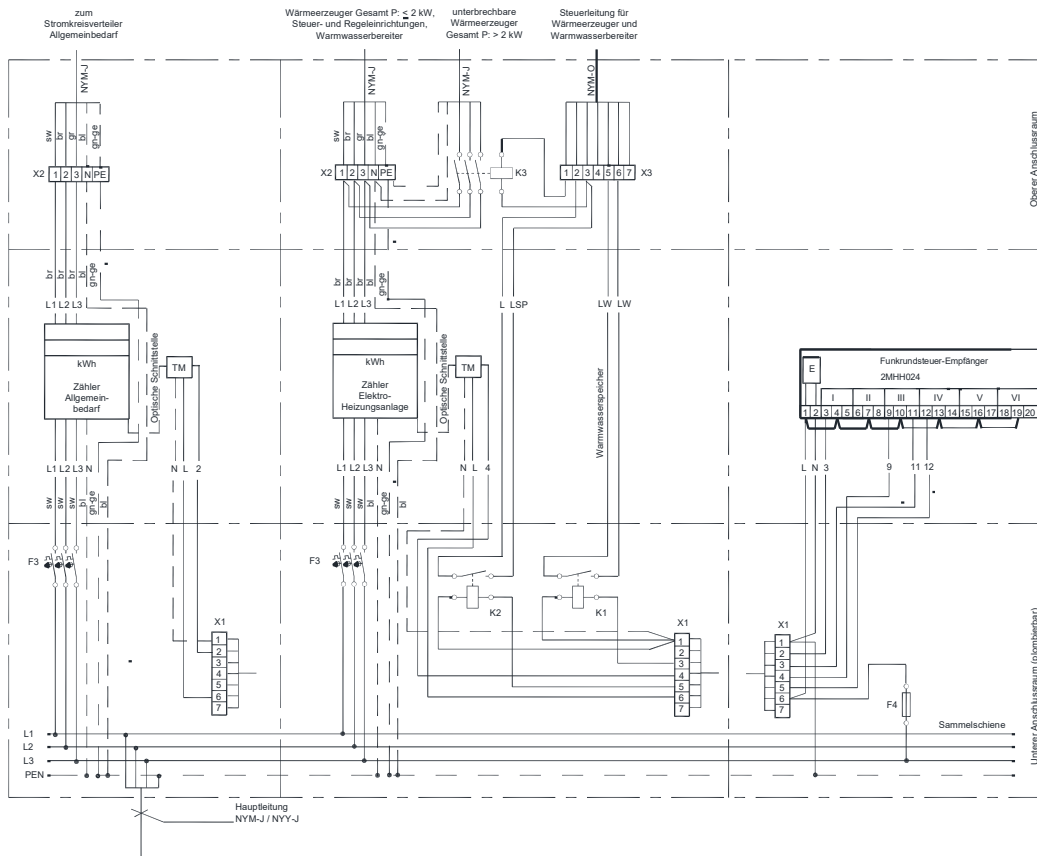 zum
Stromkreisverteiler
Allgemeinbedarf
Wärmeerzeuger Gesamt P: < 2 kW,
Steuer- und Regeleinrichtungen,
Warmwasserbereiter
unterbrechbare
Wärmeerzeuger
Gesamt P: > 2 kW
Steuerleitung für
Wärmeerzeuger und
Warmwasserbereiter
NYM-J
NYM-J
NYM-J
NYM-O
sw br gr bl gn-ge
sw br gr bl gn-ge
X2 1 2 3 N PE
X2 1 2 3 N PE
K3
1 2 3 4 5 6 7 X3
Oberer Anschlussraum
br br br bl gn-ge
br br br bl gn-ge
L1 L2 L3
L1 L2 L3
L LSP
LW LW
kWh
Zähler
Allgemein-
bedarf
Optische Schnittstelle
TM
kWh
Zähler
Elektro-
Heizungsanlage
Optische Schnittstelle
TM
Warmwasserspeicher
E
Funkrundsteuer-Empfänger
2MHH024
I II III IV V VI
1 2 3 4 5 6 7 8 9 10 11 12 13 14 15 16 17 18 19 20
L1 L2 L3 N
N L 2
L1 L2 L3 N
N L 4
L N 3
9
11 12
sw sw sw bl gn-ge bl
sw sw sw bl gn-ge bl
F3
F3
K2
K1
X1
1
2
3
4
5
6
7
X1
1
2
3
4
5
6
7
X1
1
2
3
4
5
6
7
F4
Unterer Anschlussraum (plombierbar)
Sammelschiene
L1
L2
L3
PEN
Hauptleitung
NYM-J / NYY-J